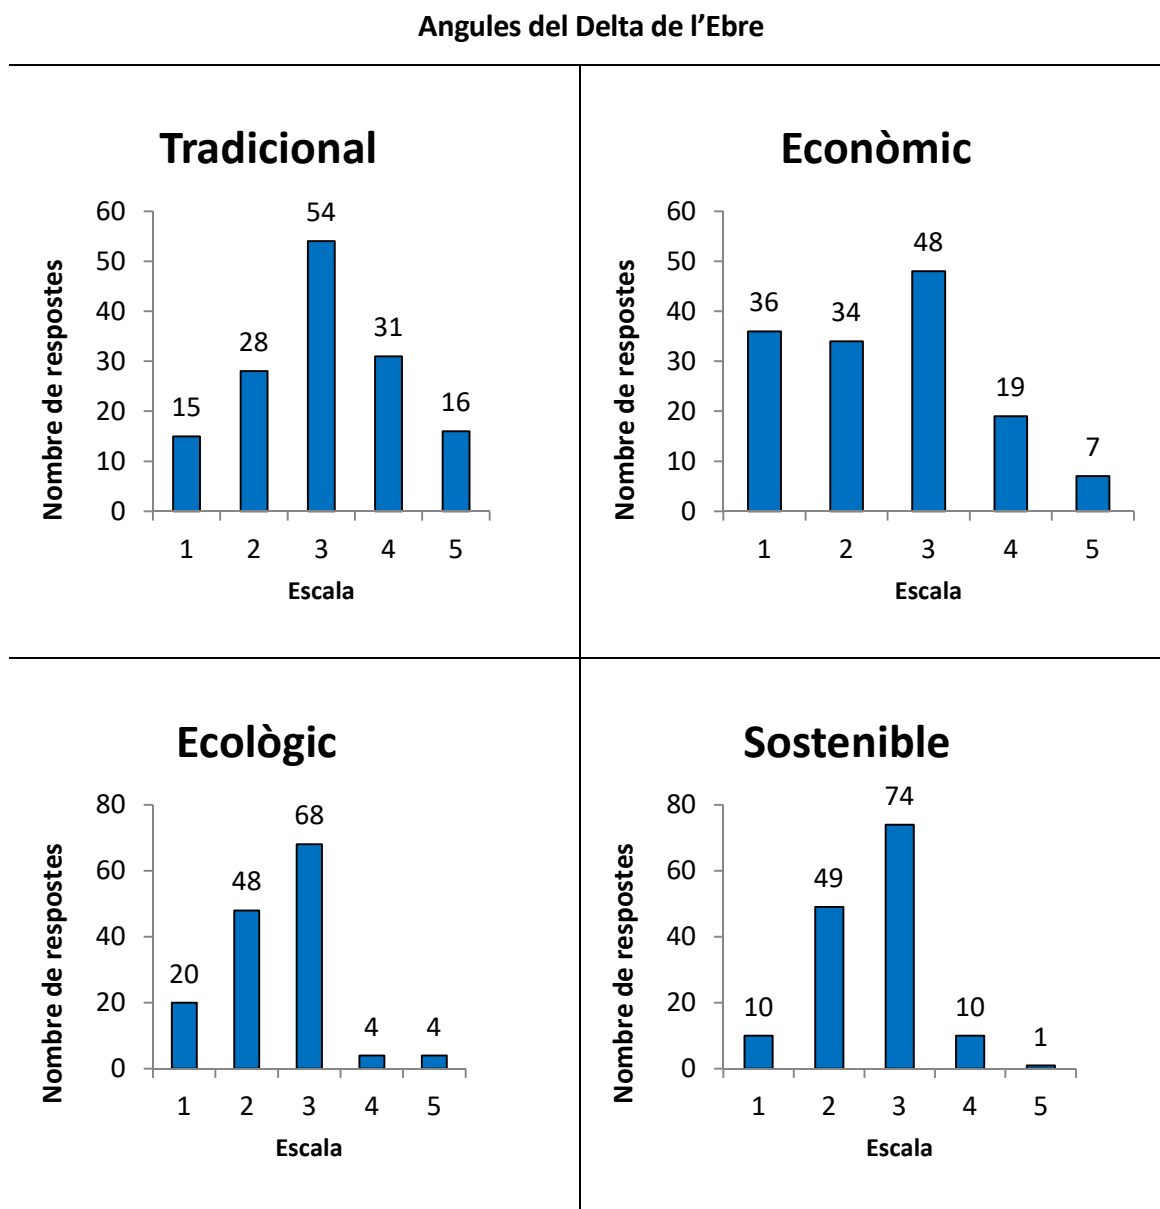 Angules del Delta de l’Ebre
Tradicional
60
50
40
30
20
10
0
Nombre de respostes
15
28
54
31
16
1 2 3 4 5
Escala
Econòmic
60
50
40
30
20
10
0
Nombre de respostes
36
34
48
19
7
1 2 3 4 5
Escala
Ecològic
80
60
40
20
0
Nombre de respostes
20
48
68
4
4
1 2 3 4 5
Escala
Sostenible
80
60
40
20
0
Nombre de respostes
10
49
74
10
1
1 2 3 4 5
Escala